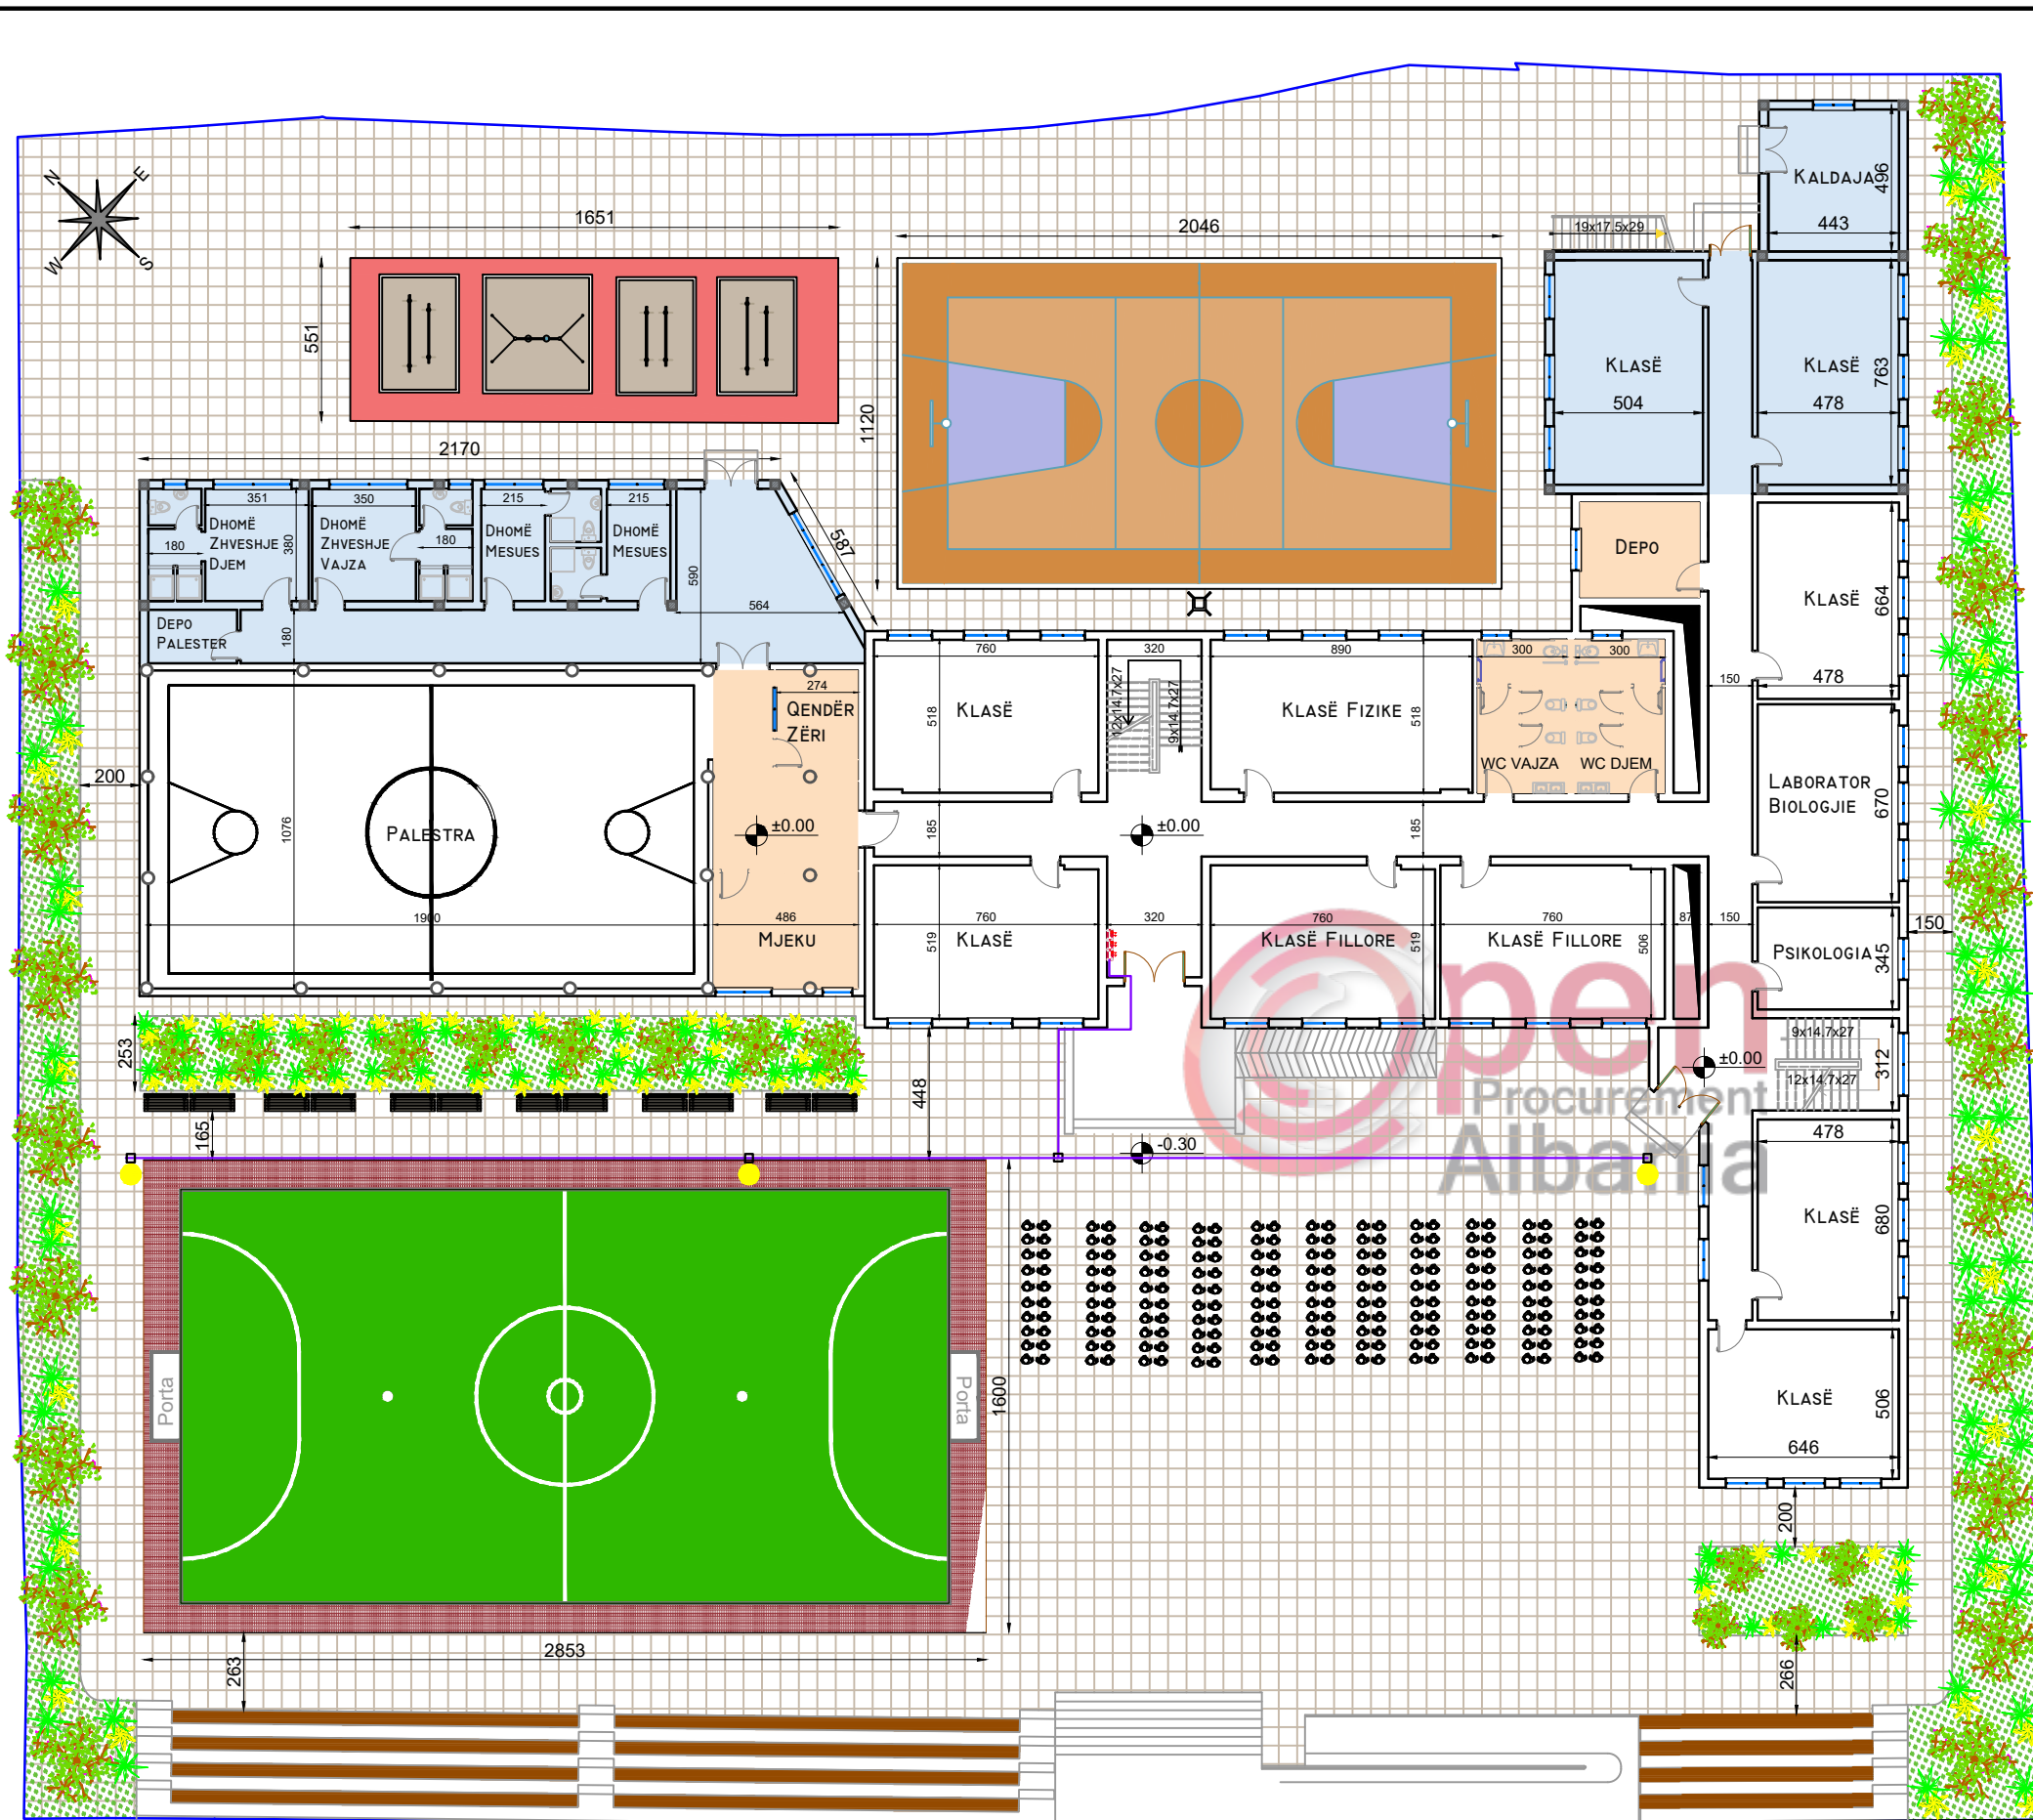 N
E
W
S
1651
551
2046
1120
19x17.5x29
KALDAJA
496
443
KLASË
504
KLASË
763
478
2170
351
350
215
215
DHOMË
ZHVESHJE
DJEM
180
380
DHOMË
ZHVESHJE
VAJZA
180
DHOMË
MESUES
DHOMË
MESUES
590
587
564
DEPO
PALESTER
180
DEPO
KLASË
664
478
150
274
QENDËR
ZËRI
760
518
KLASË
320
12x14.7x27
9x14.7x27
890
KLASË FIZIKE
518
300
300
WC VAJZA
WC DJEM
LABORATOR
BIOLOGJIE
670
200
PALESTRA
1076
1900
±0.00
486
MJEKU
185
±0.00
185
760
519
KLASË
320
760
KLASË FILLORE
519
760
KLASË FILLORE
506
87
150
PSIKOLOGJIA
345
150
253
165
448
-0.30
±0.00
9x14.7x27
12x14.7x27
312
Open
Procurement
Albania
478
KLASË
680
Porta
Porta
1600
KLASË
506
646
200
2853
263
266